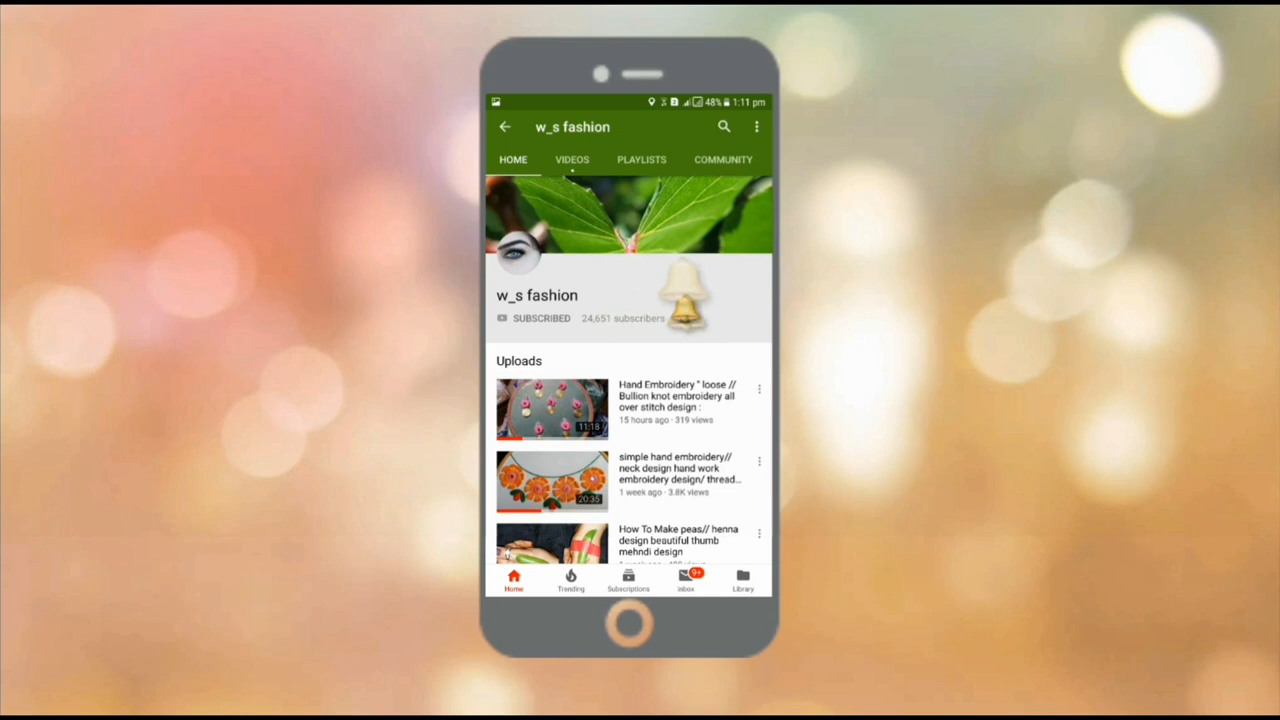 48% 1:11 pm
w_s fashion
HOME VIDEOS PLAYLISTS COMMUNITY
w_s fashion
SUBSCRIBED 24,651 subscribers
Uploads
Hand Embroidery " loose //
Bullion knot embroidery all
over stitch design :
15 hours ago · 319 views
11:18
simple hand embroidery//
neck design hand work
embroidery design/ thread...
1 week ago · 3.8K views
20:35
How To Make peas// henna
design beautiful thumb
mehndi design
9+
Home Trending Subscriptions Inbox Library